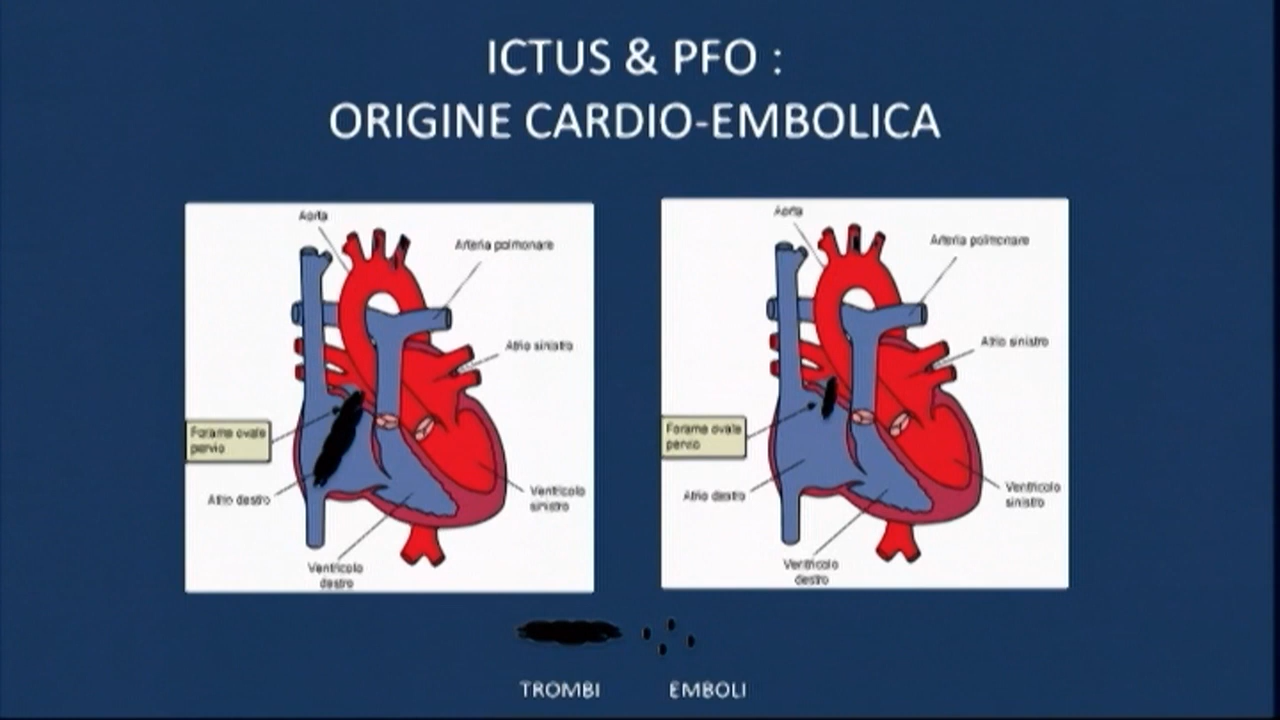 ICTUS & PFO :
ORIGINE CARDIO-EMBOLICA
Aorta
Arteria polmonare
Atrio sinistro
Forame ovale
pervio
Atrio destro
Ventricolo
sinistro
Ventricolo
destro
Aorta
Arteria polmonare
Atrio sinistro
Forame ovale
pervio
Atrio destro
Ventricolo
sinistro
Ventricolo
destro
TROMBI
EMBOLI